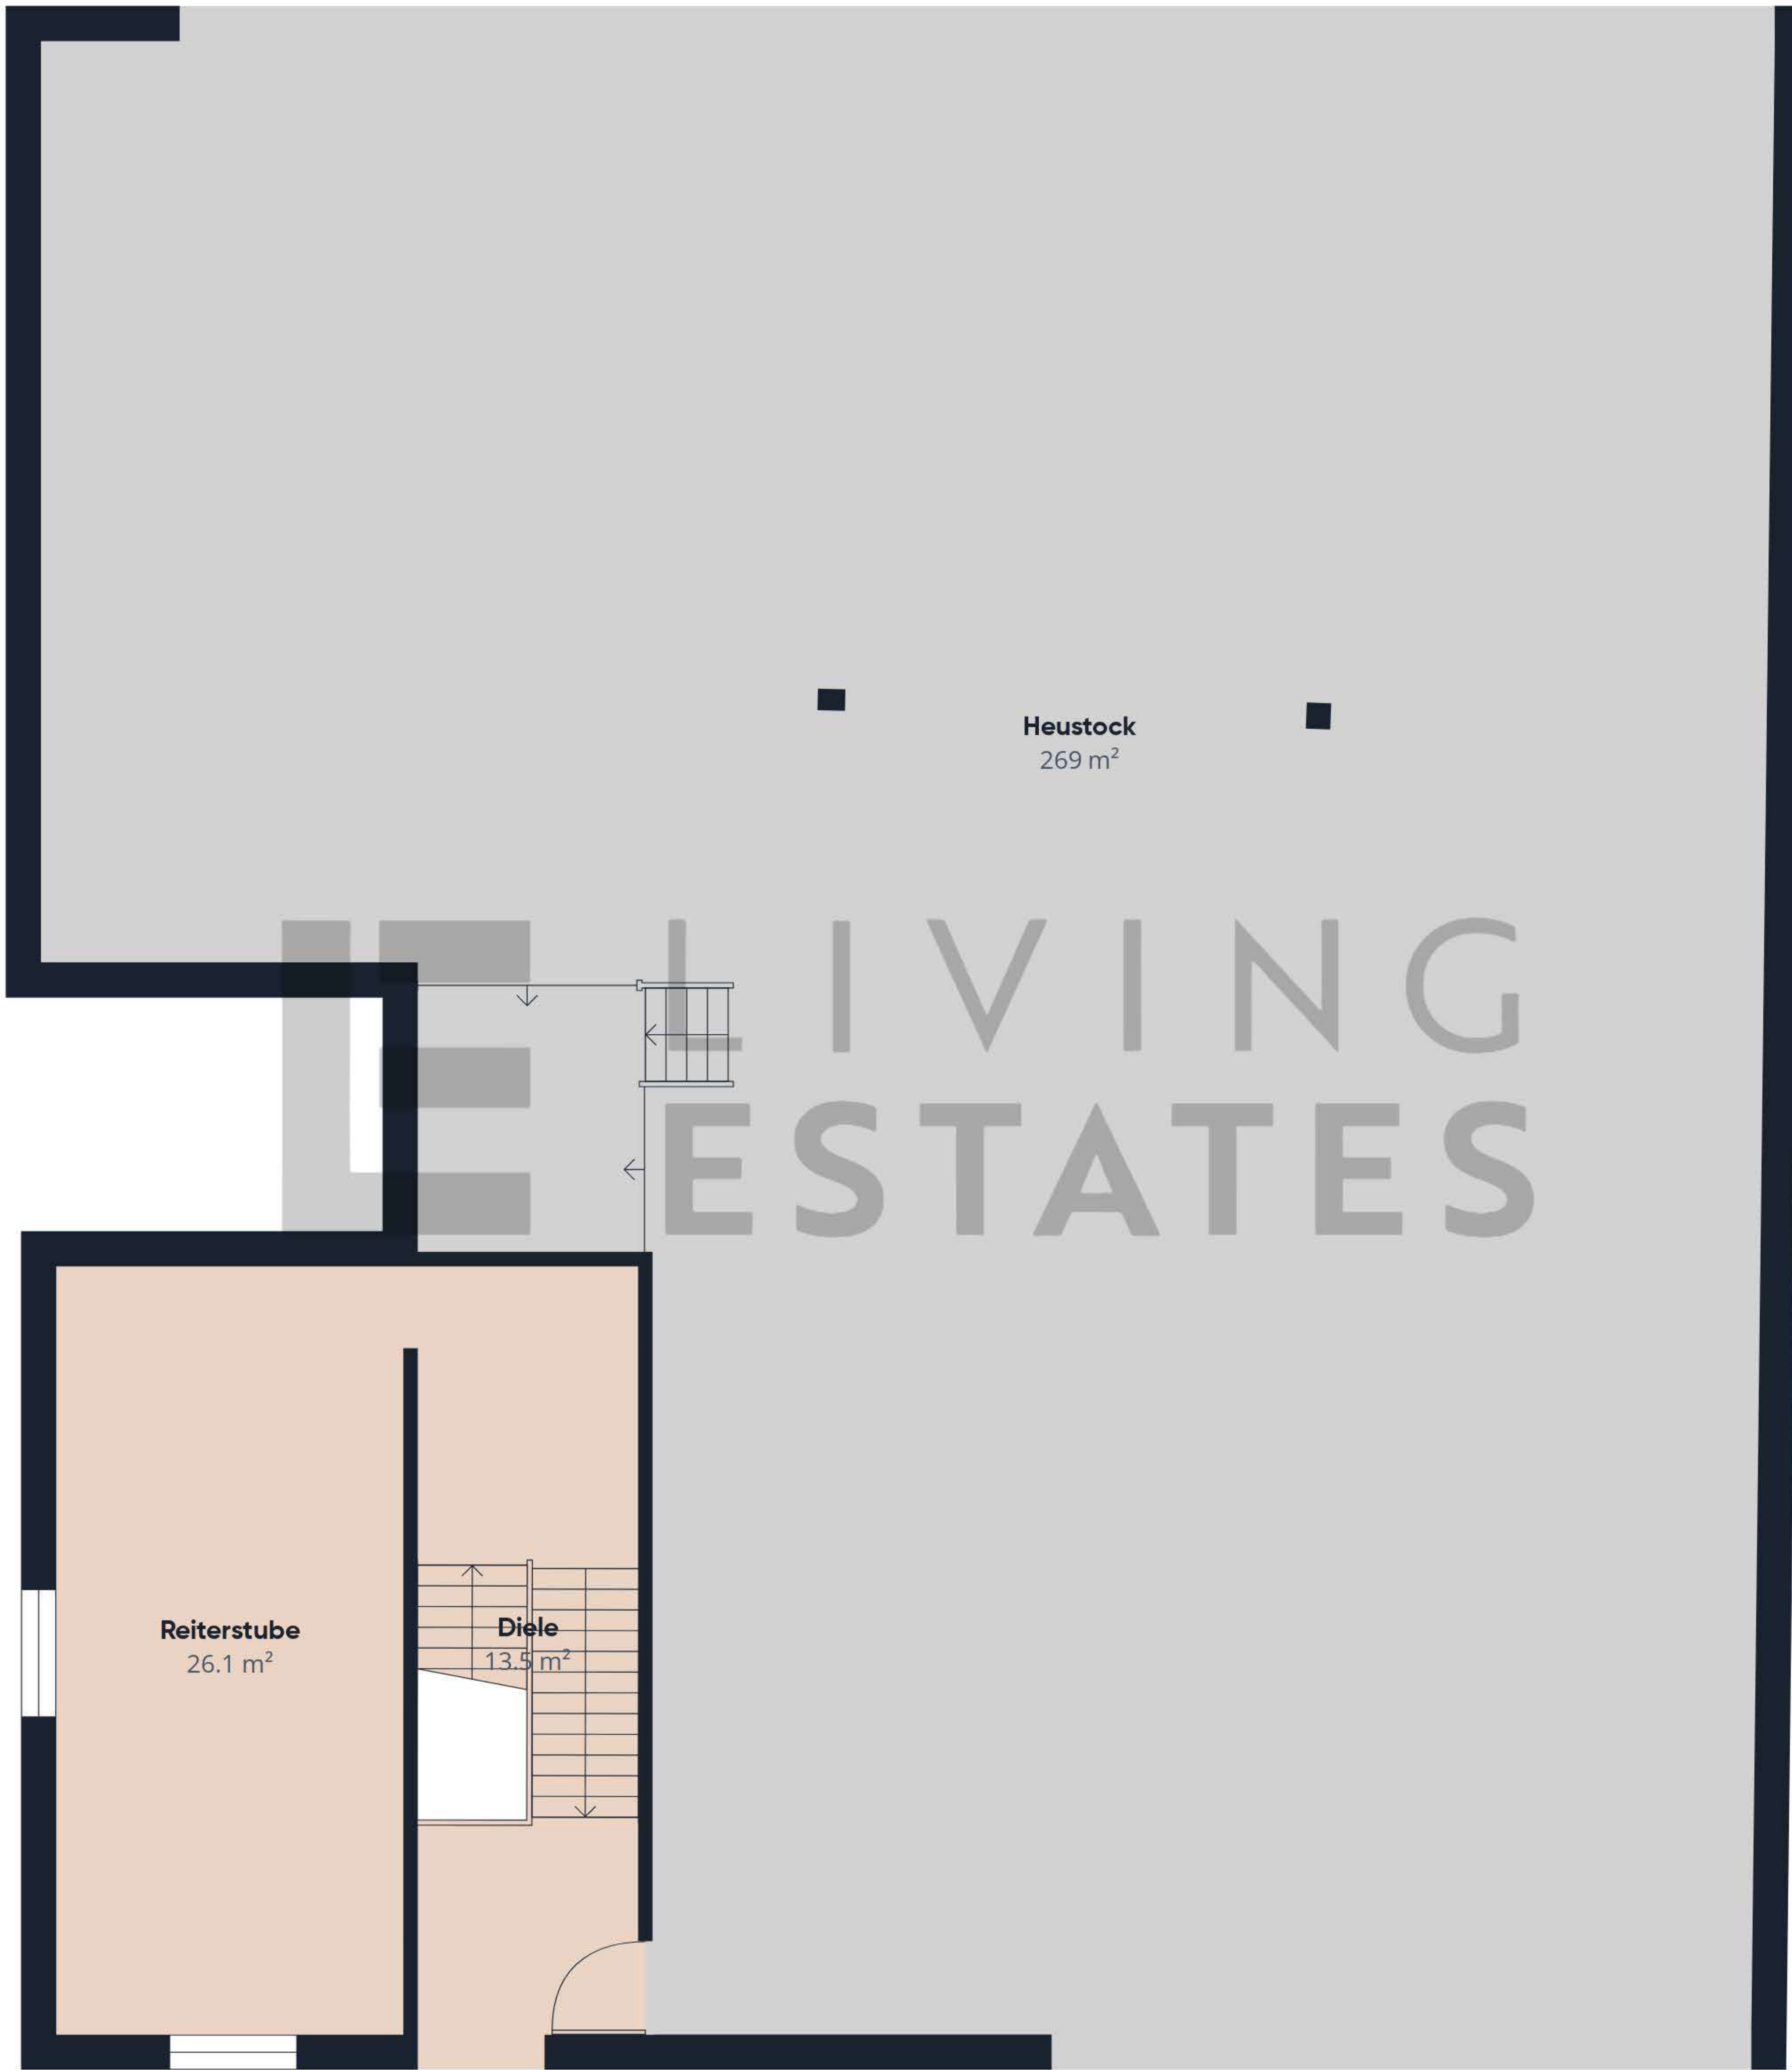 Heustock
269 m²
LIVING
ESTATES
Reiterstube
26.1 m²
Diele
13.5 m²